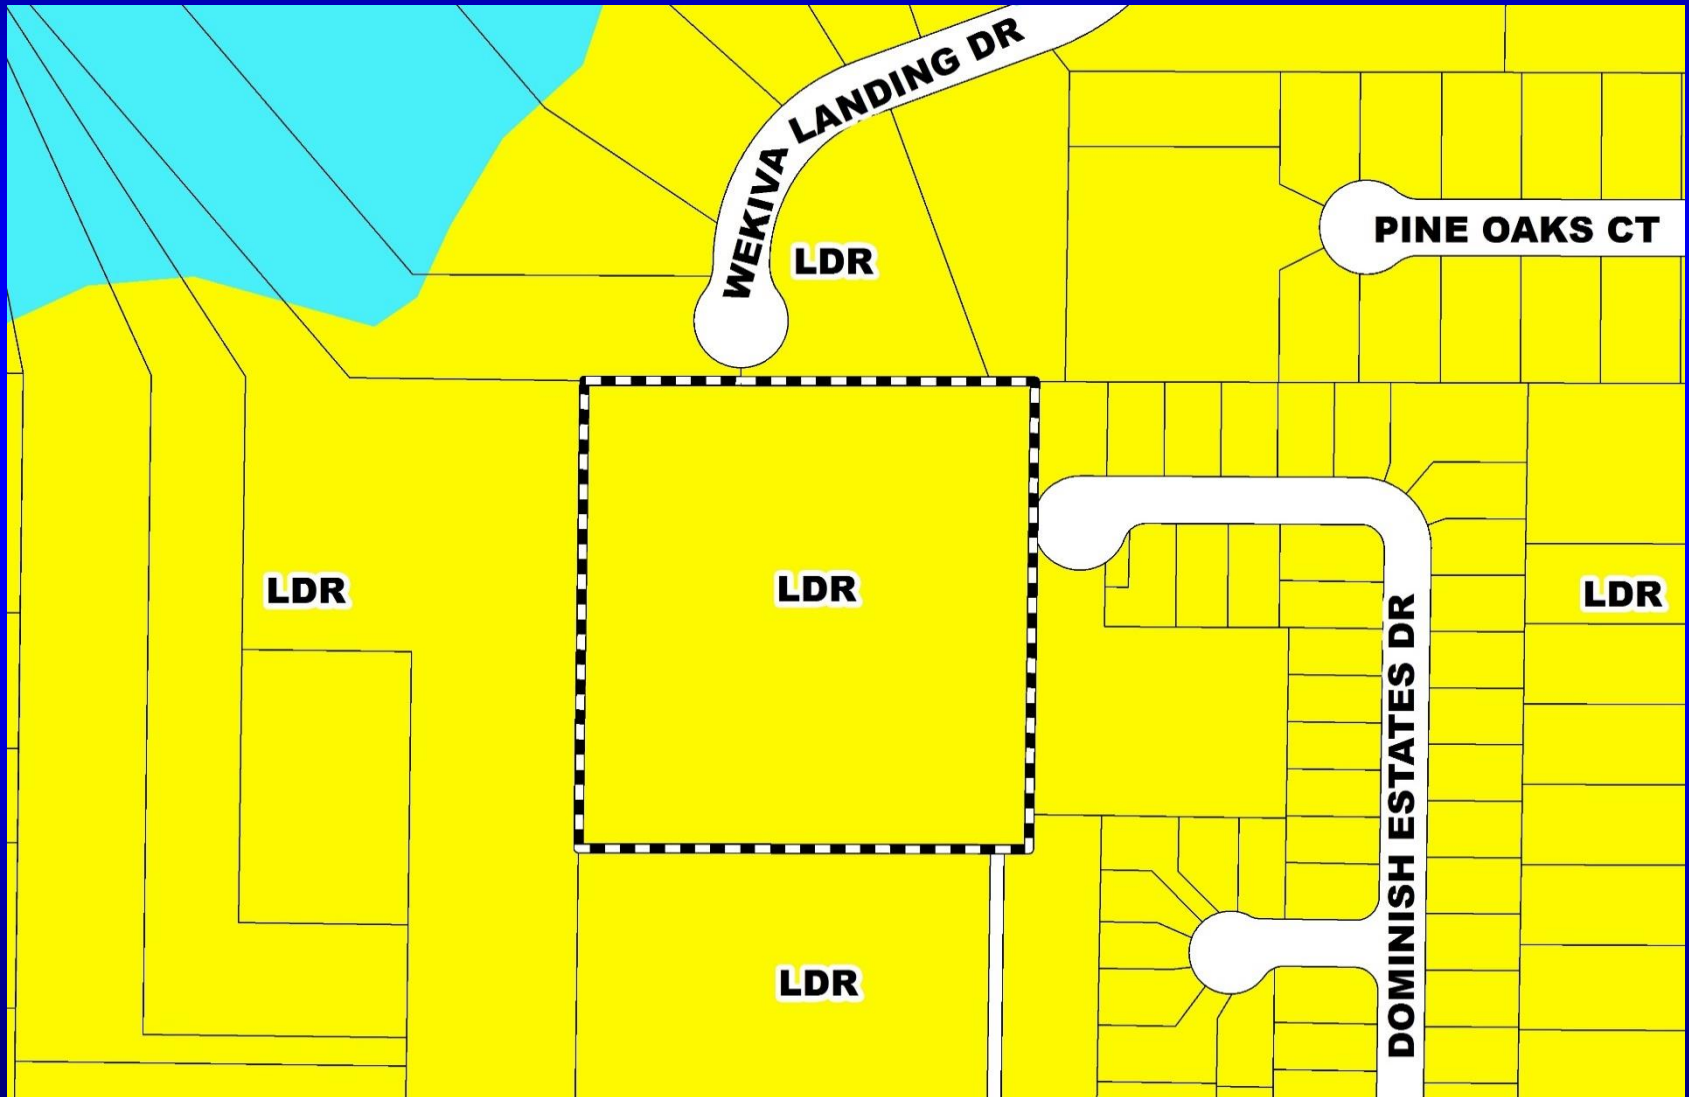 WEKIVA LANDING DR
PINE OAKS CT
LDR
LDR
LDR
LDR
DOMINISH ESTATES DR
LDR